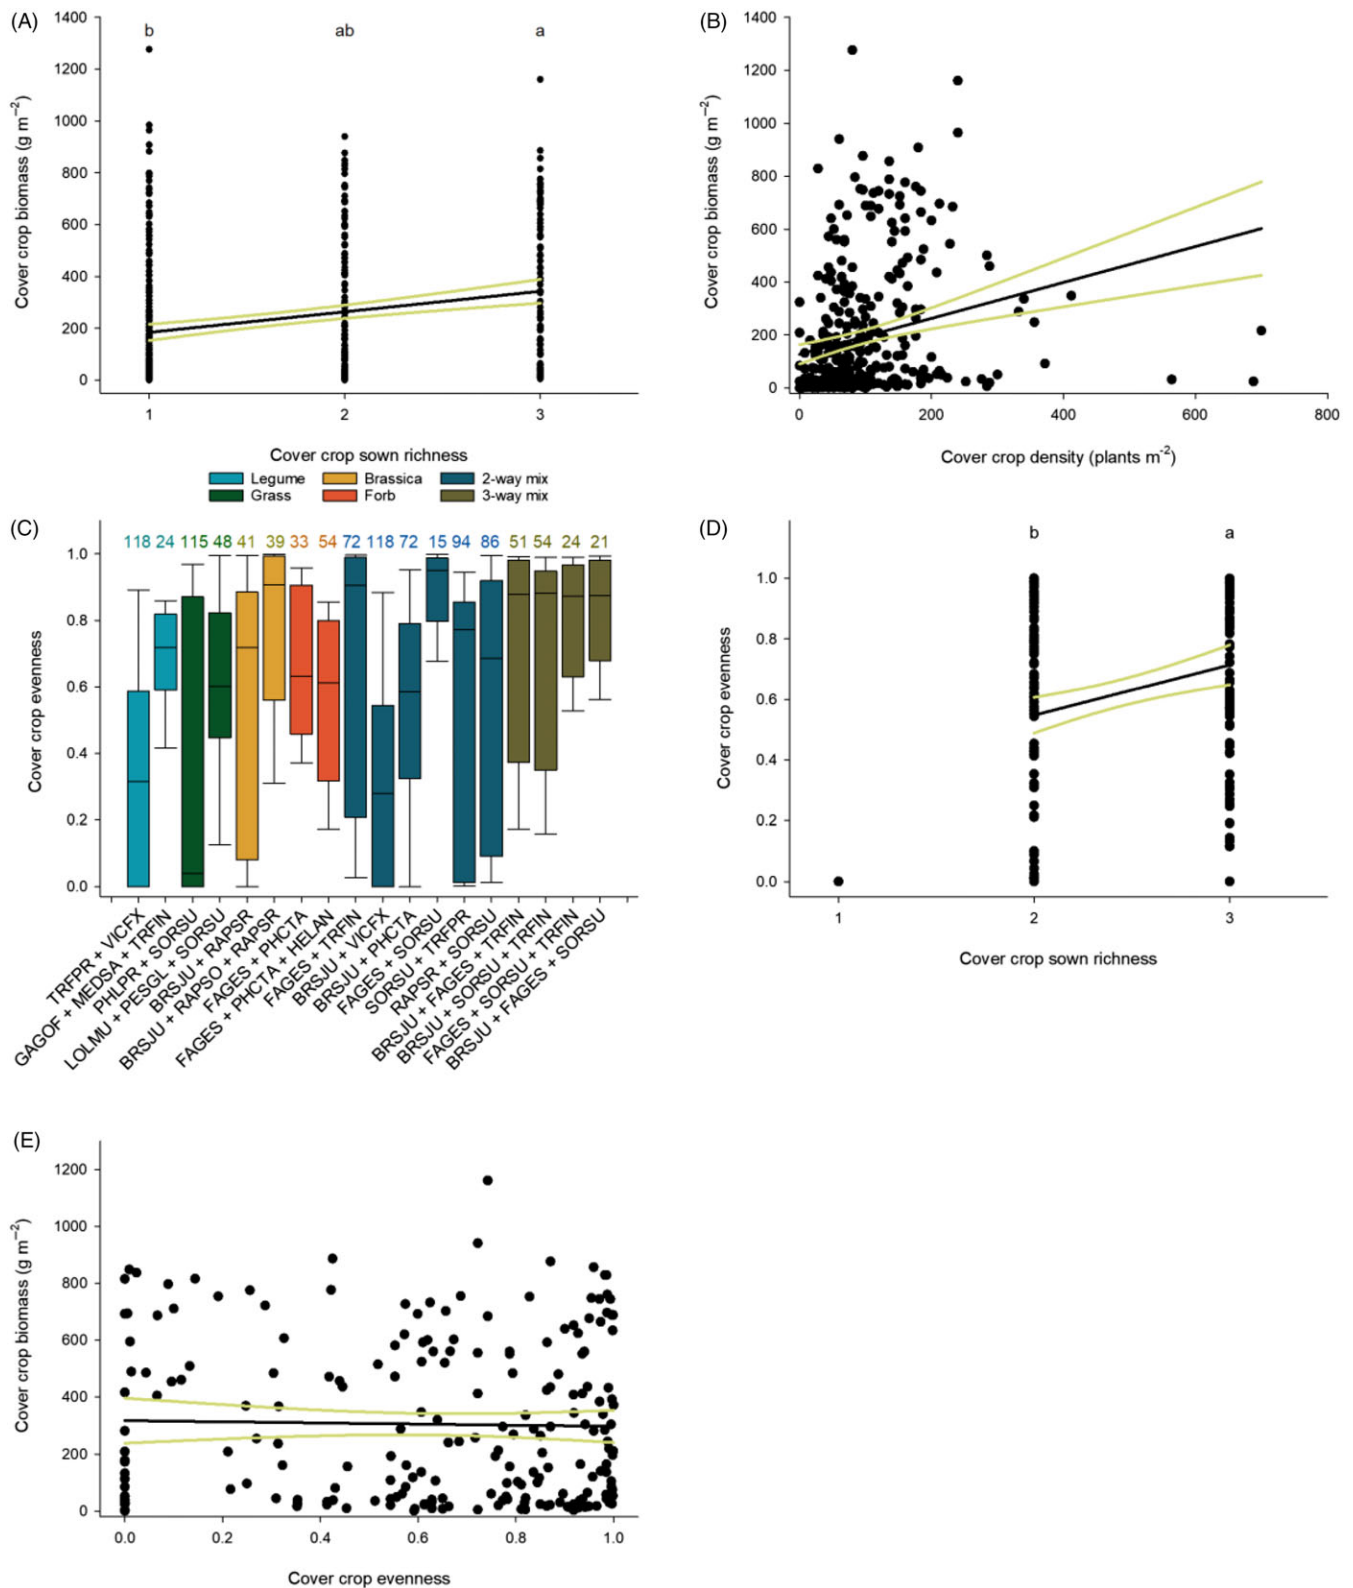 (A)
1400
1200
1000
800
600
400
200
0
b
ab
a
1
2
3
Cover crop biomass (g m−2)
Cover crop sown richness
(B)
1400
1200
1000
800
600
400
200
0
0
200
400
600
800
Cover crop biomass (g m−2)
Cover crop density (plants m-2)
Legume
Brassica
2-way mix
Grass
Forb
3-way mix
(C)
118 24 115 48 41 39 33 54 72 118 72 15 94 86 51 54 24 21
1.0
0.8
0.6
0.4
0.2
0.0
Cover crop evenness
TRFPR + VICFX
GAGOF + MEDSA + TRFIN
PHLPR + SORSU
LOLMU + PESGL + SORSU
BRSJU + RAPSR
BRSJU + RAPSO + RAPSR
FAGES + PHCTA
FAGES + PHCTA + HELAN
FAGES + TRFIN
BRSJU + VICFX
BRSJU + PHCTA
FAGES + SORSU
SORSU + TRFPR
RAPSR + SORSU
BRSJU + FAGES + TRFIN
BRSJU + SORSU + TRFIN
FAGES + SORSU + TRFIN
BRSJU + FAGES + SORSU
(D)
b
a
1.0
0.8
0.6
0.4
0.2
0.0
1
2
3
Cover crop evenness
Cover crop sown richness
(E)
1200
1000
800
600
400
200
0
0.0
0.2
0.4
0.6
0.8
1.0
Cover crop biomass (g m−2)
Cover crop evenness